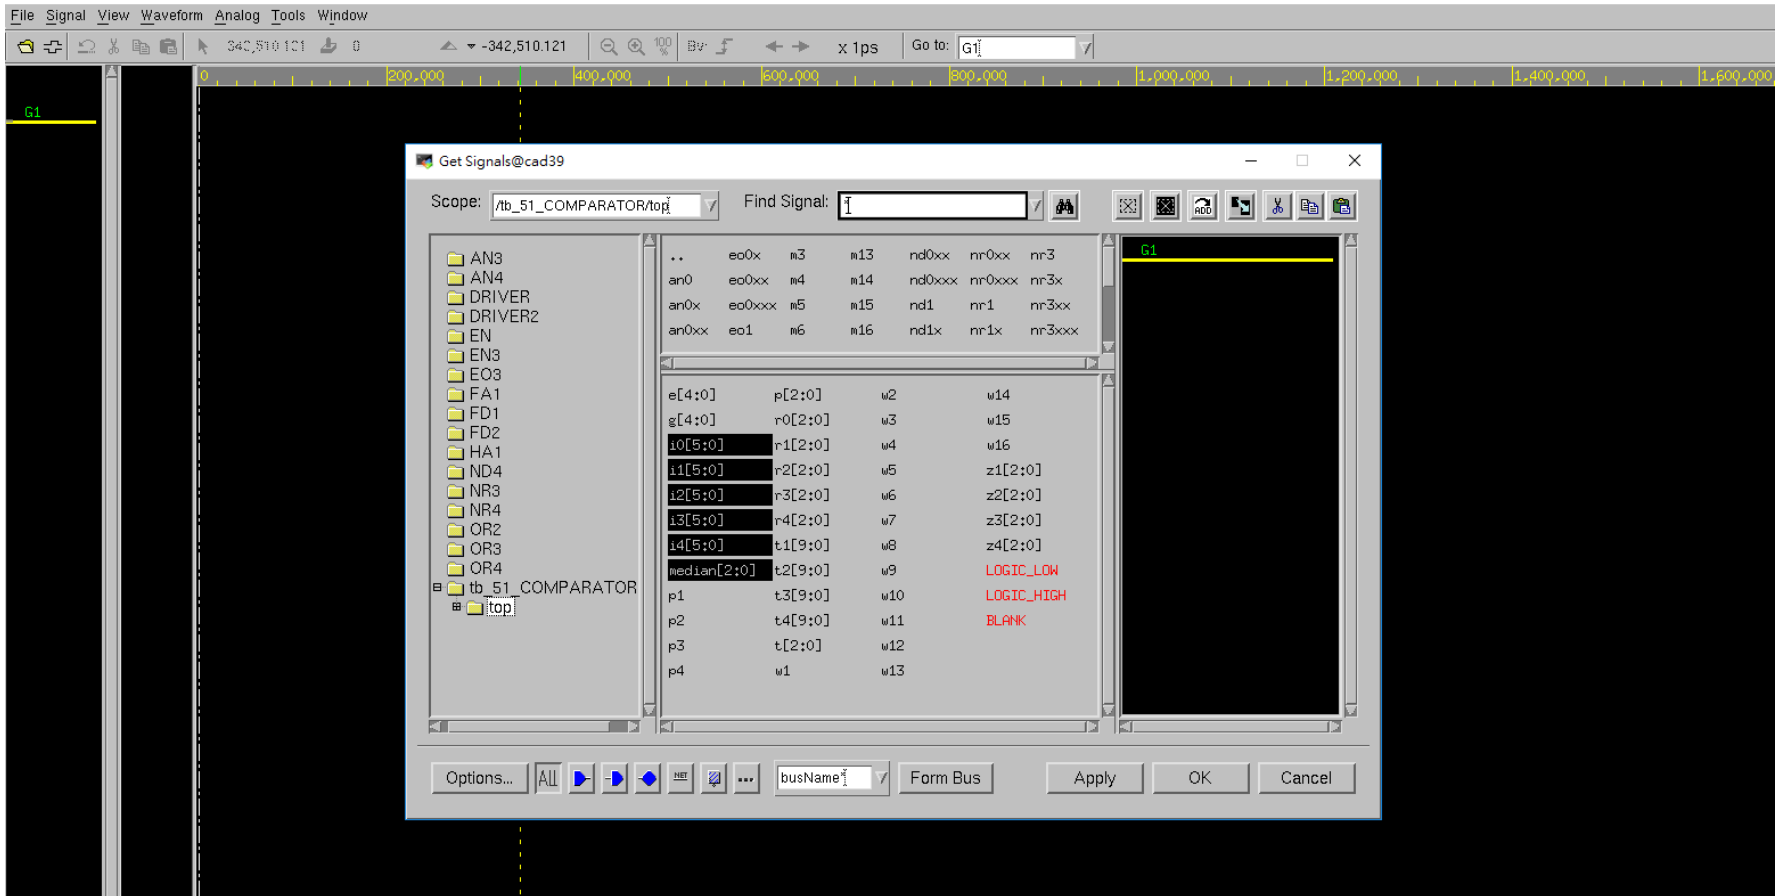 File Signal View Waveform Analog Tools Window
342,510.121 0 -342,510.121 100% By: x 1ps Go to: G1
0 200,000 400,000 600,000 800,000 1,000,000 1,200,000 1,400,000 1,600,000
G1
Get Signals@cad39
Scope: /tb_51_COMPARATOR/top Find Signal: * ADD
AN3
AN4
DRIVER
DRIVER2
EN
EN3
EO3
FA1
FD1
FD2
HA1
ND4
NR3
NR4
OR2
OR3
OR4
tb_51_COMPARATOR
top
.. eo0x m3 m13 nd0xx nr0xx nr3
an0 eo0xx m4 m14 nd0xxx nr0xxx nr3x
an0x eo0xxx m5 m15 nd1 nr1 nr3xx
an0xx eo1 m6 m16 nd1x nr1x nr3xxx
e[4:0] p[2:0] w2 w14
g[4:0] r0[2:0] w3 w15
i0[5:0] r1[2:0] w4 w16
i1[5:0] r2[2:0] w5 z1[2:0]
i2[5:0] r3[2:0] w6 z2[2:0]
i3[5:0] r4[2:0] w7 z3[2:0]
i4[5:0] t1[9:0] w8 z4[2:0]
median[2:0] t2[9:0] w9 LOGIC_LOW
p1 t3[9:0] w10 LOGIC_HIGH
p2 t4[9:0] w11 BLANK
p3 t[2:0] w12
p4 w1 w13
G1
Options... ALL NET ... busName* Form Bus Apply OK Cancel